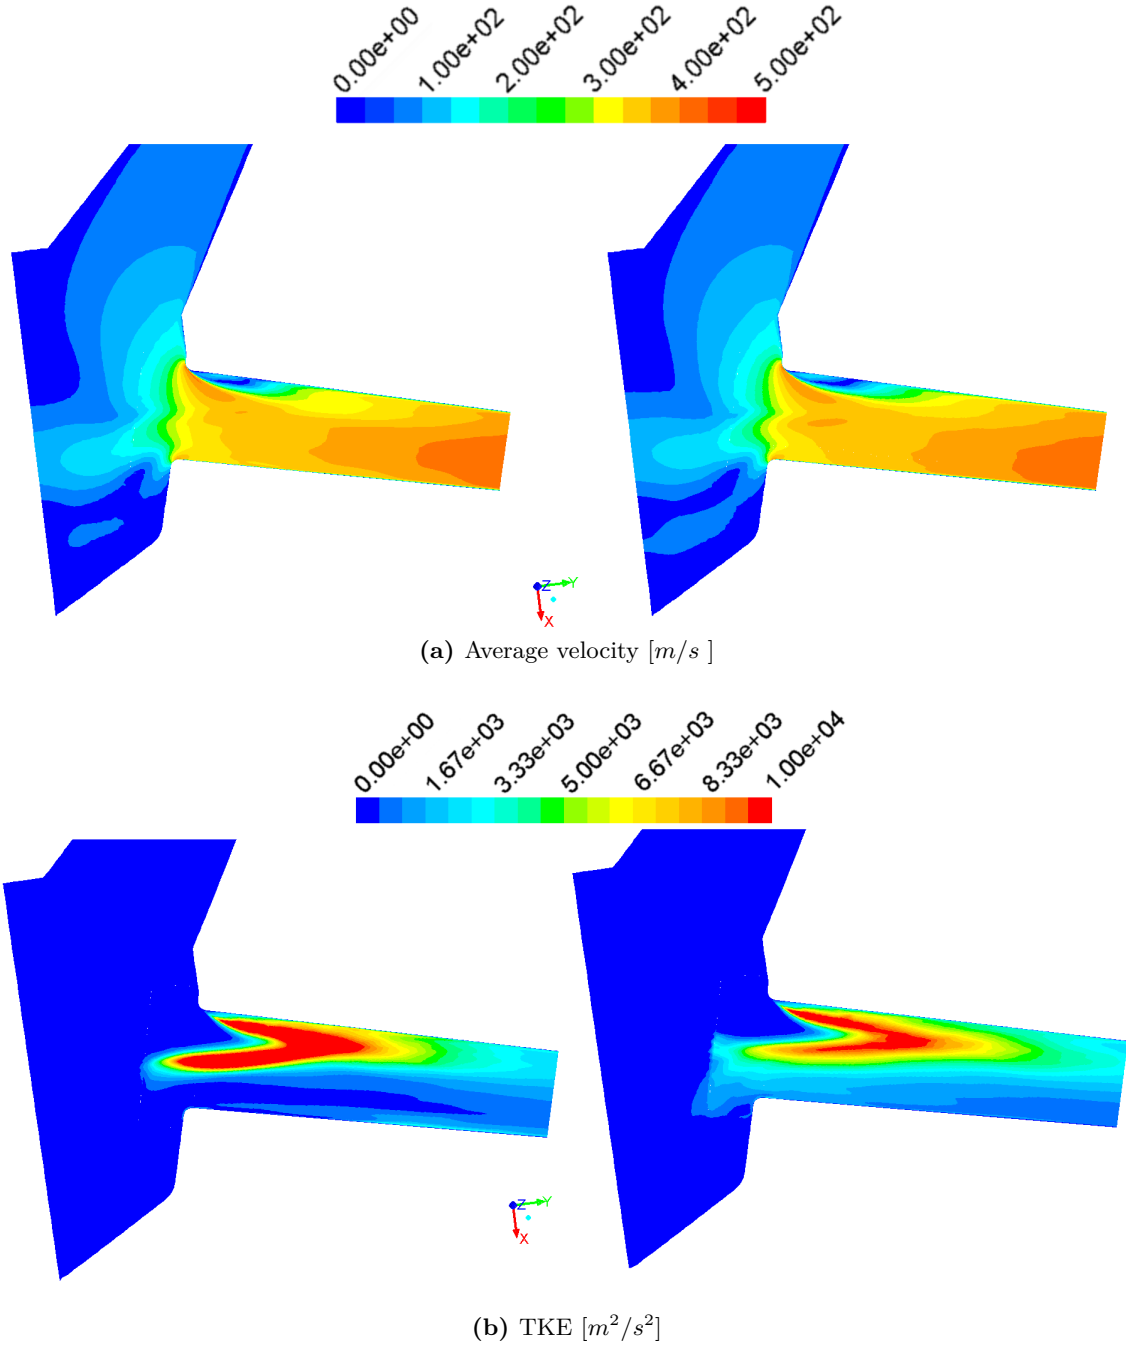 0.00e+00 1.00e+02 2.00e+02 3.00e+02 4.00e+02 5.00e+02
Z Y
X
(a) Average velocity [m/s ]
0.00e+00 1.67e+03 3.33e+03 5.00e+03 6.67e+03 8.33e+03 1.00e+04
Z Y
X
(b) TKE [m²/s²]